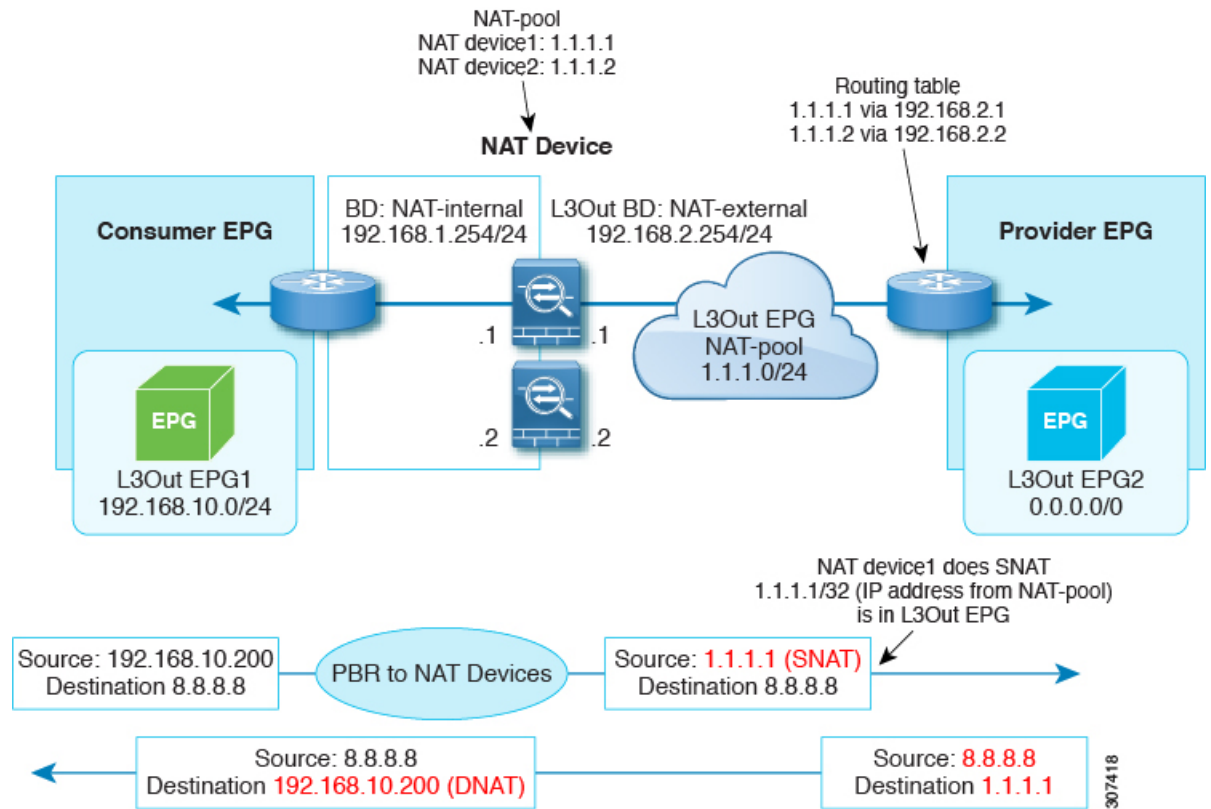 NAT-pool
NAT device1: 1.1.1.1
NAT device2: 1.1.1.2
Routing table
1.1.1.1 via 192.168.2.1
1.1.1.2 via 192.168.2.2
NAT Device
Consumer EPG
BD: NAT-internal
192.168.1.254/24
L3Out BD: NAT-external
192.168.2.254/24
Provider EPG
.1
.1
L3Out EPG
NAT-pool
1.1.1.0/24
.2
.2
EPG
L3Out EPG1
192.168.10.0/24
EPG
L3Out EPG2
0.0.0.0/0
NAT device1 does SNAT
1.1.1.1/32 (IP address from NAT-pool)
is in L3Out EPG
Source: 192.168.10.200
Destination 8.8.8.8
PBR to NAT Devices
Source: 1.1.1.1 (SNAT)
Destination 8.8.8.8
Source: 8.8.8.8
Destination 192.168.10.200 (DNAT)
Source: 8.8.8.8
Destination 1.1.1.1
307418